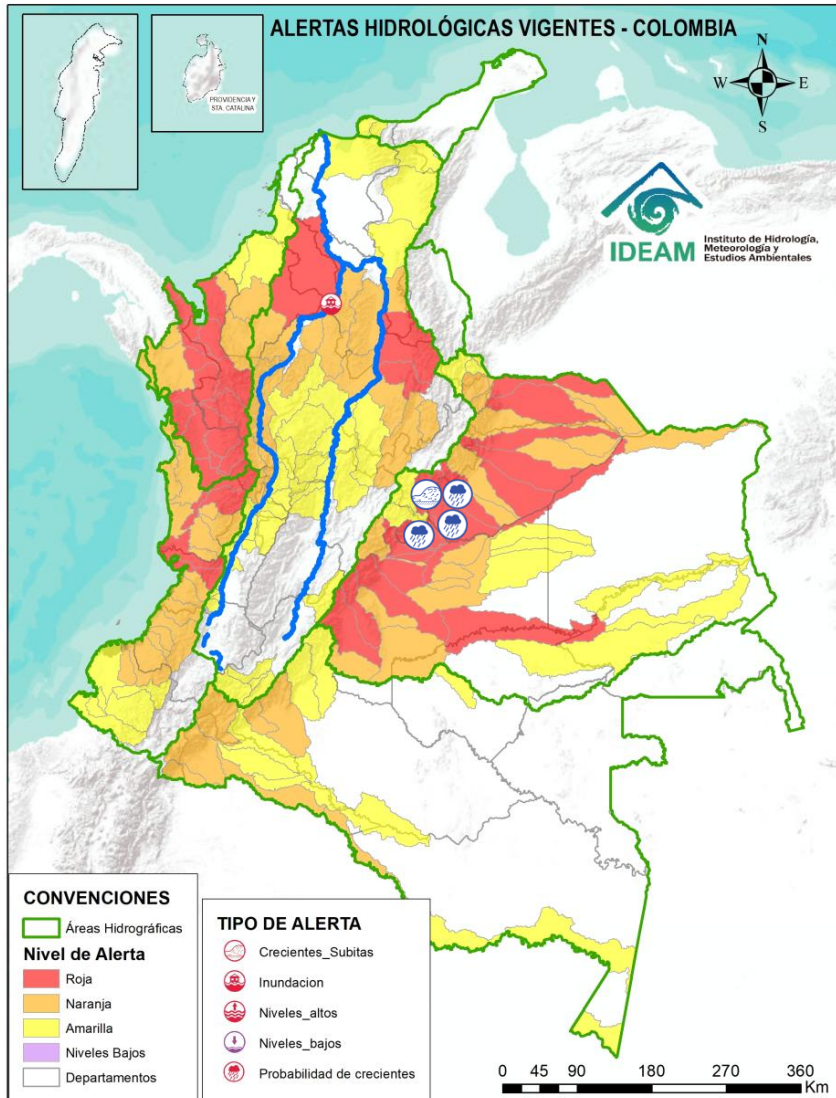 ALERTAS HIDROLÓGICAS VIGENTES - COLOMBIA
PROVIDENCIA Y
STA. CATALINA
N
W
E
S
IDEAM
Instituto de Hidrología,
Meteorología y
Estudios Ambientales
CONVENCIONES
Áreas Hidrográficas
Nivel de Alerta
Roja
Naranja
Amarilla
Niveles Bajos
Departamentos
TIPO DE ALERTA
Crecientes_Subitas
Inundacion
Niveles_altos
Niveles_bajos
Probabilidad de crecientes
0 45 90 180 270 360
Km